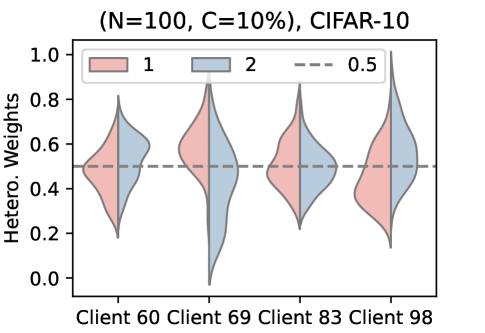 (N=100, C=10%), CIFAR-10
1 2 0.5
Hetero. Weights
1.0
0.8
0.6
0.4
0.2
0.0
Client 60 Client 69 Client 83 Client 98